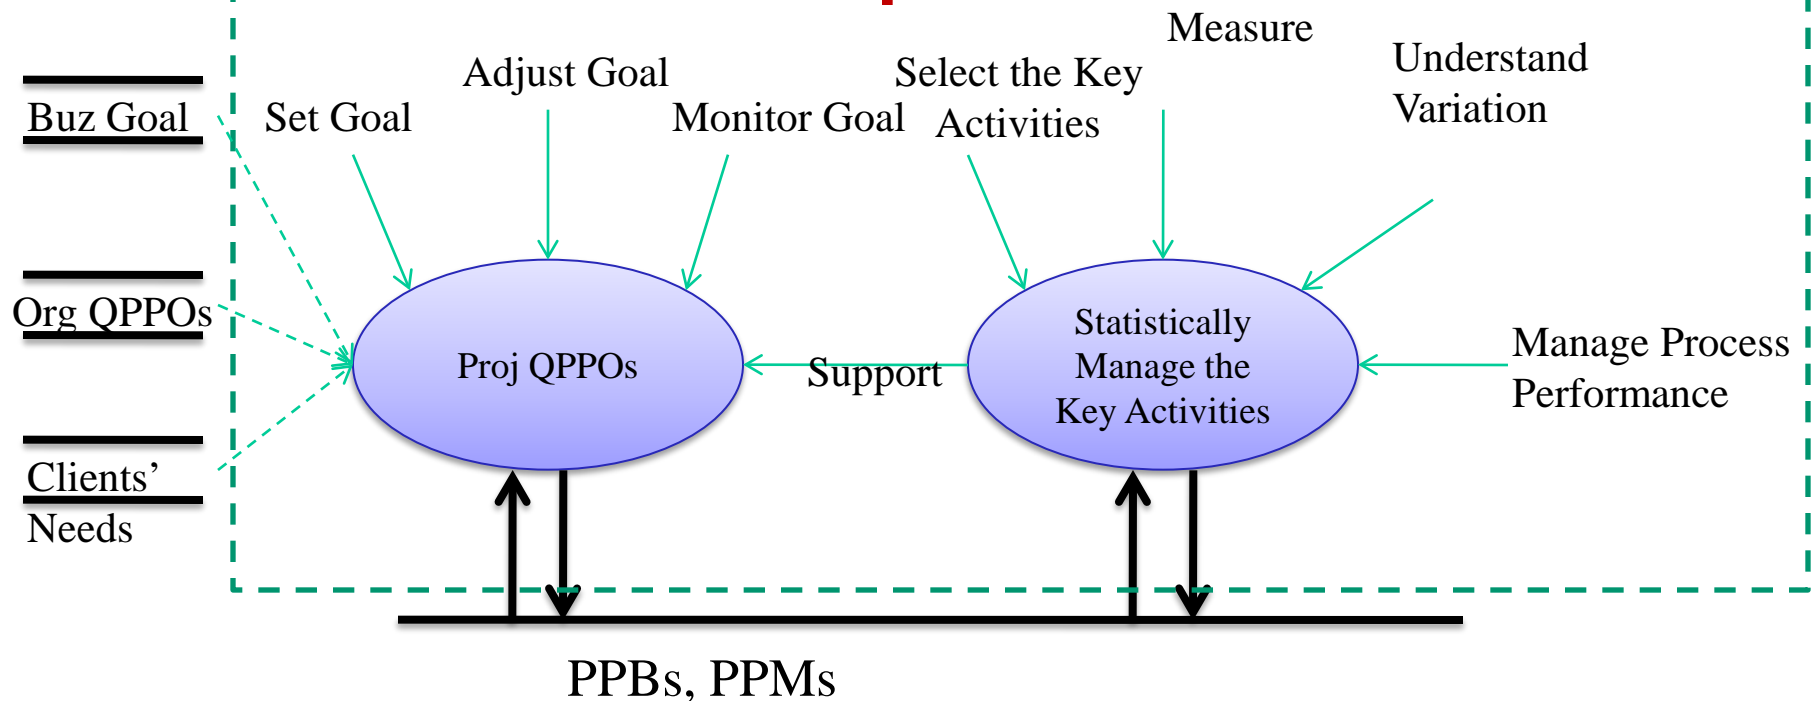 Measure
Understand
Variation
Adjust Goal
Select the Key
Activities
Buz Goal
Set Goal
Monitor Goal
Org QPPOs
Statistically
Manage the
Key Activities
Proj QPPOs
Support
Manage Process
Performance
Clients’
Needs
PPBs, PPMs